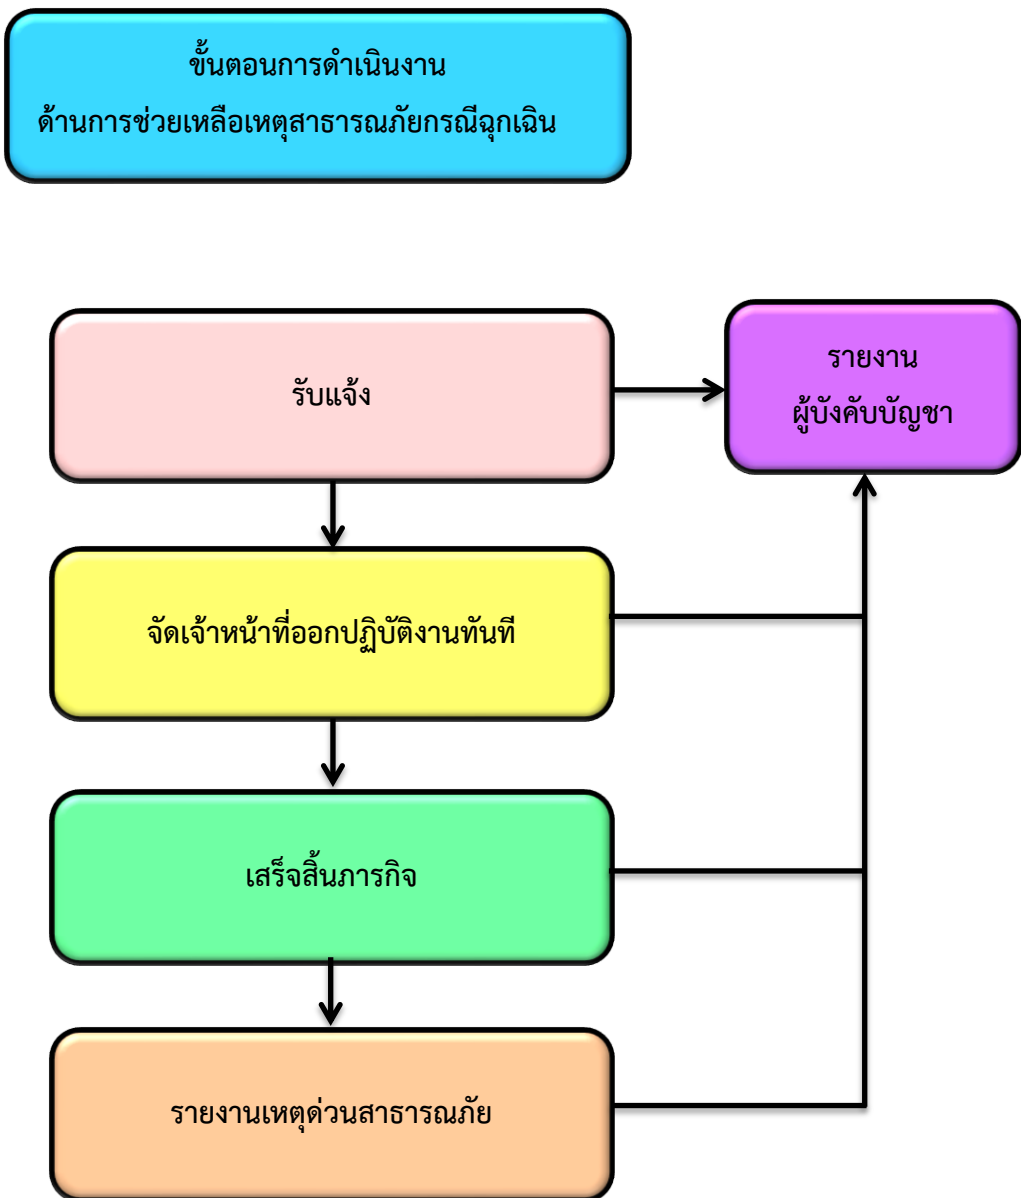 ขั้นตอนการดำเนินงาน
ด้านการช่วยเหลือเหตุสาธารณภัยกรณีฉุกเฉิน
รับแจ้ง
รายงาน
ผู้บังคับบัญชา
จัดเจ้าหน้าที่ออกปฏิบัติงานทันที
เสร็จสิ้นภารกิจ
รายงานเหตุด่วนสาธารณภัย